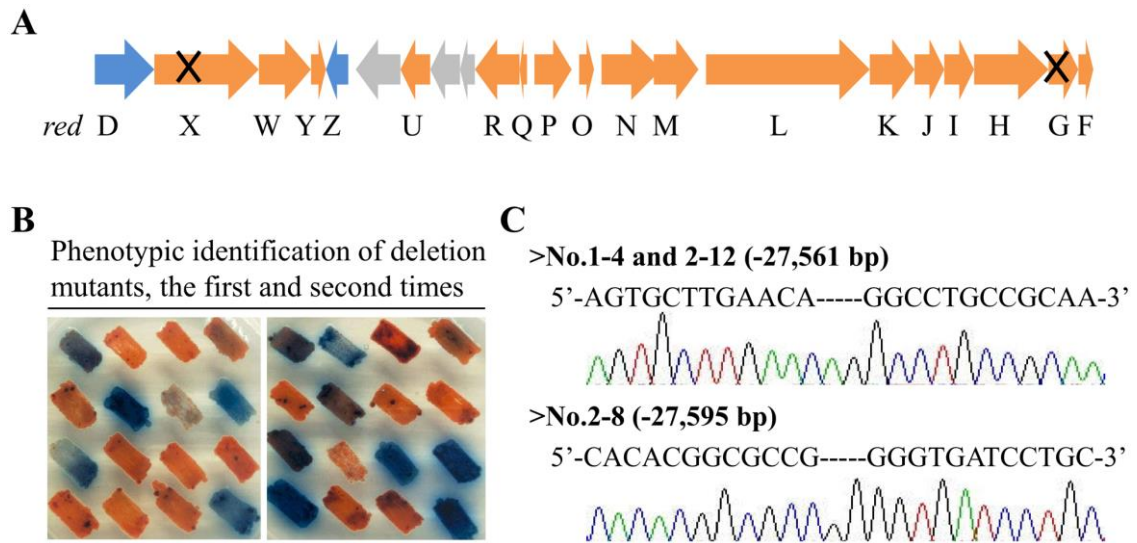 A
X X
red D X W Y Z U R Q P O N M L K J I H G F
B
Phenotypic identification of deletion
mutants, the first and second times
C
>No.1-4 and 2-12 (-27,561 bp)
5’-AGTGCTTGAACA-----GGCCTGCCGCAA-3’
>No.2-8 (-27,595 bp)
5’-CACACGGCGCCG-----GGGTGATCCTGC-3’